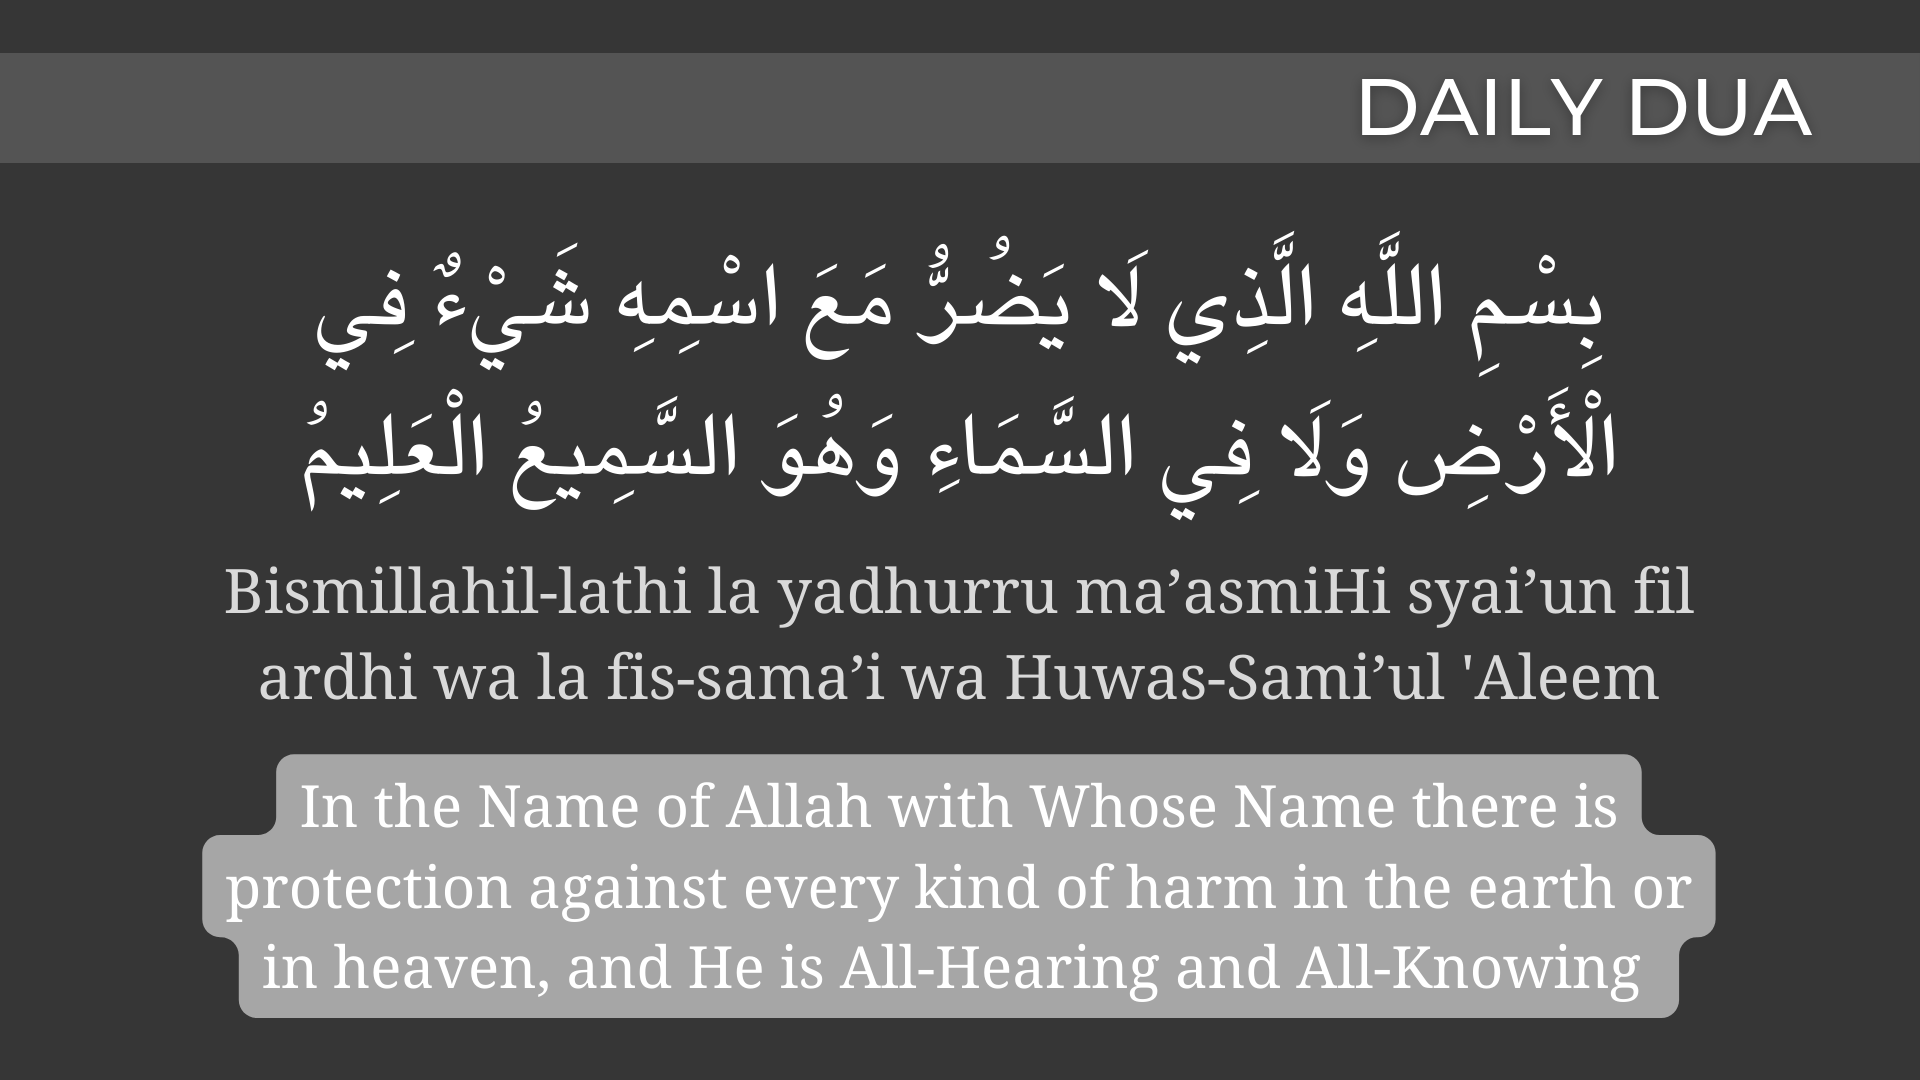 DAILY DUA
بِسْمِ اللَّهِ الَّذِي لَا يَضُرُّ مَعَ اسْمِهِ شَيْءٌ فِي
الْأَرْضِ وَلَا فِي السَّمَاءِ وَهُوَ السَّمِيعُ الْعَلِيمُ
Bismillahil-lathi la yadhurru ma’asmiHi syai’un fil
ardhi wa la fis-sama’i wa Huwas-Sami’ul 'Aleem
In the Name of Allah with Whose Name there is
protection against every kind of harm in the earth or
in heaven, and He is All-Hearing and All-Knowing